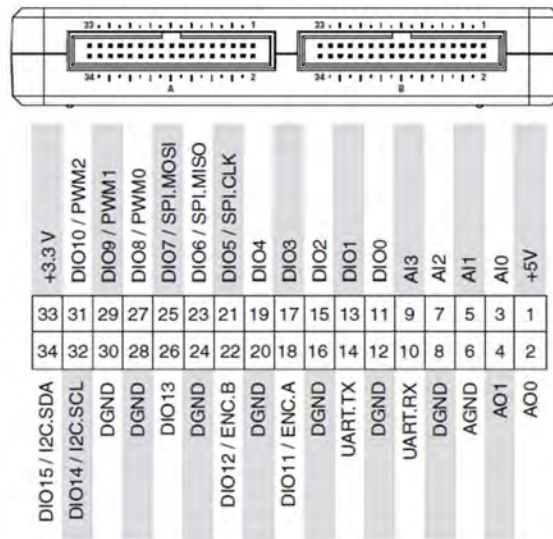 33 1 33 1
34 2 34 2
A B
+3.3 V DIO10 / PWM2 DIO9 / PWM1 DIO8 / PWM0 DIO7 / SPI.MOSI DIO6 / SPI.MISO DIO5 / SPI.CLK DIO4 DIO3 DIO2 DIO1 DIO0 AI3 AI2 AI1 AI0 +5V
33 31 29 27 25 23 21 19 17 15 13 11 9 7 5 3 1
34 32 30 28 26 24 22 20 18 16 14 12 10 8 6 4 2
DIO15 / I2C.SDA DIO14 / I2C.SCL DGND DGND DIO13 DGND DIO12 / ENC.B DGND DIO11 / ENC.A DGND UART.TX DGND UART.RX DGND AGND AO1 AO0